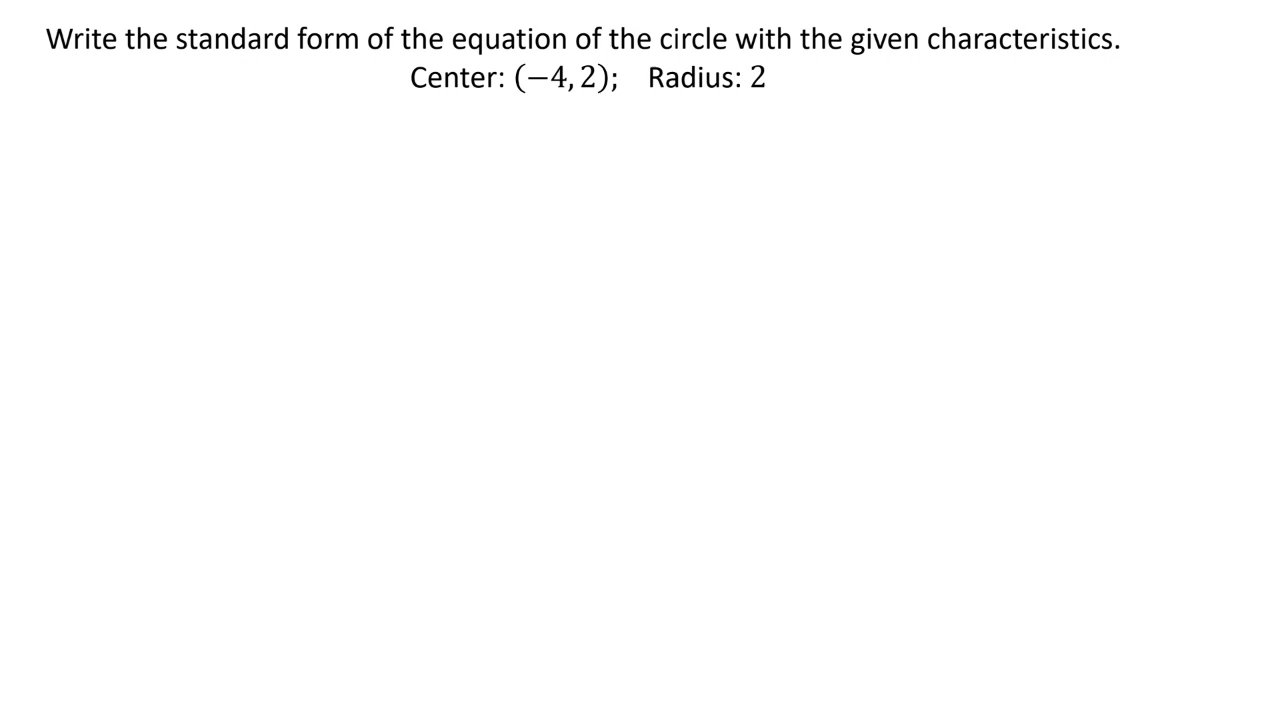 Write the standard form of the equation of the circle with the given characteristics.
Center: (−4, 2); Radius: 2